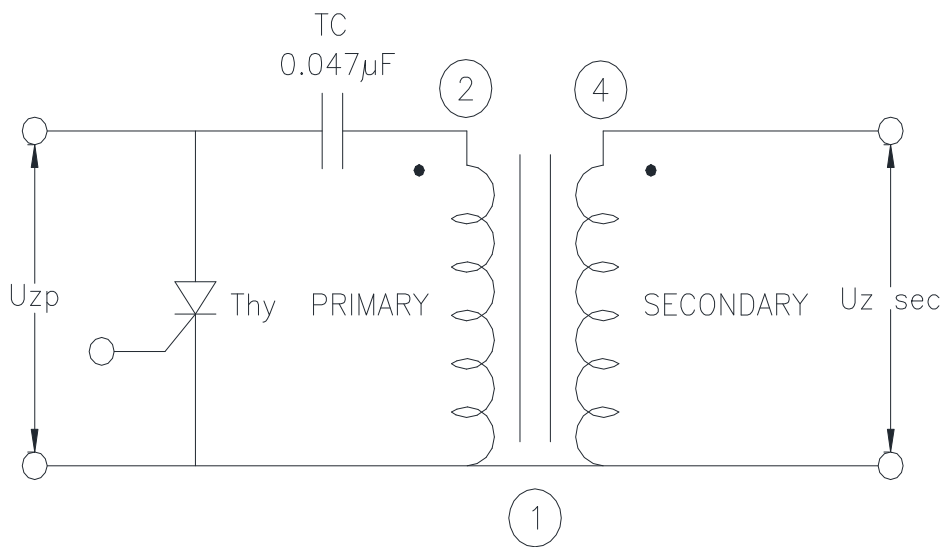 TC
0.047µF
2
4
Uzp
Thy
PRIMARY
SECONDARY
Uz sec
1